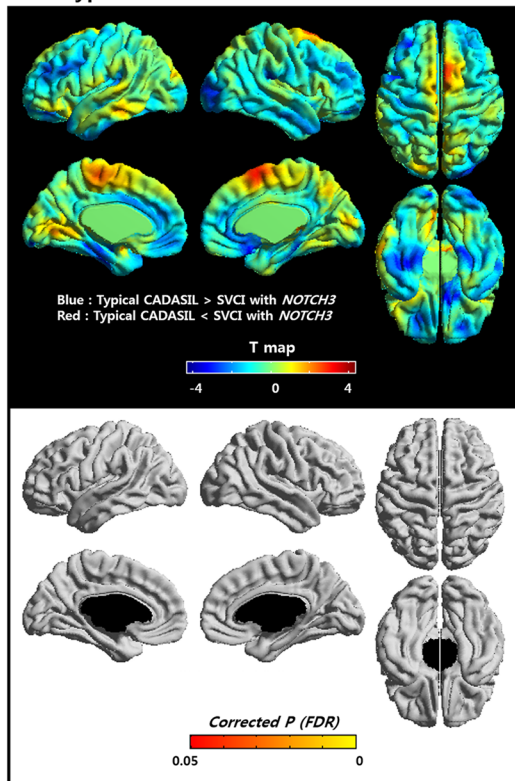 Blue : Typical CADASIL > SVCI with NOTCH3
Red : Typical CADASIL < SVCI with NOTCH3
T map
-4 0 4
Corrected P (FDR)
0.05 0